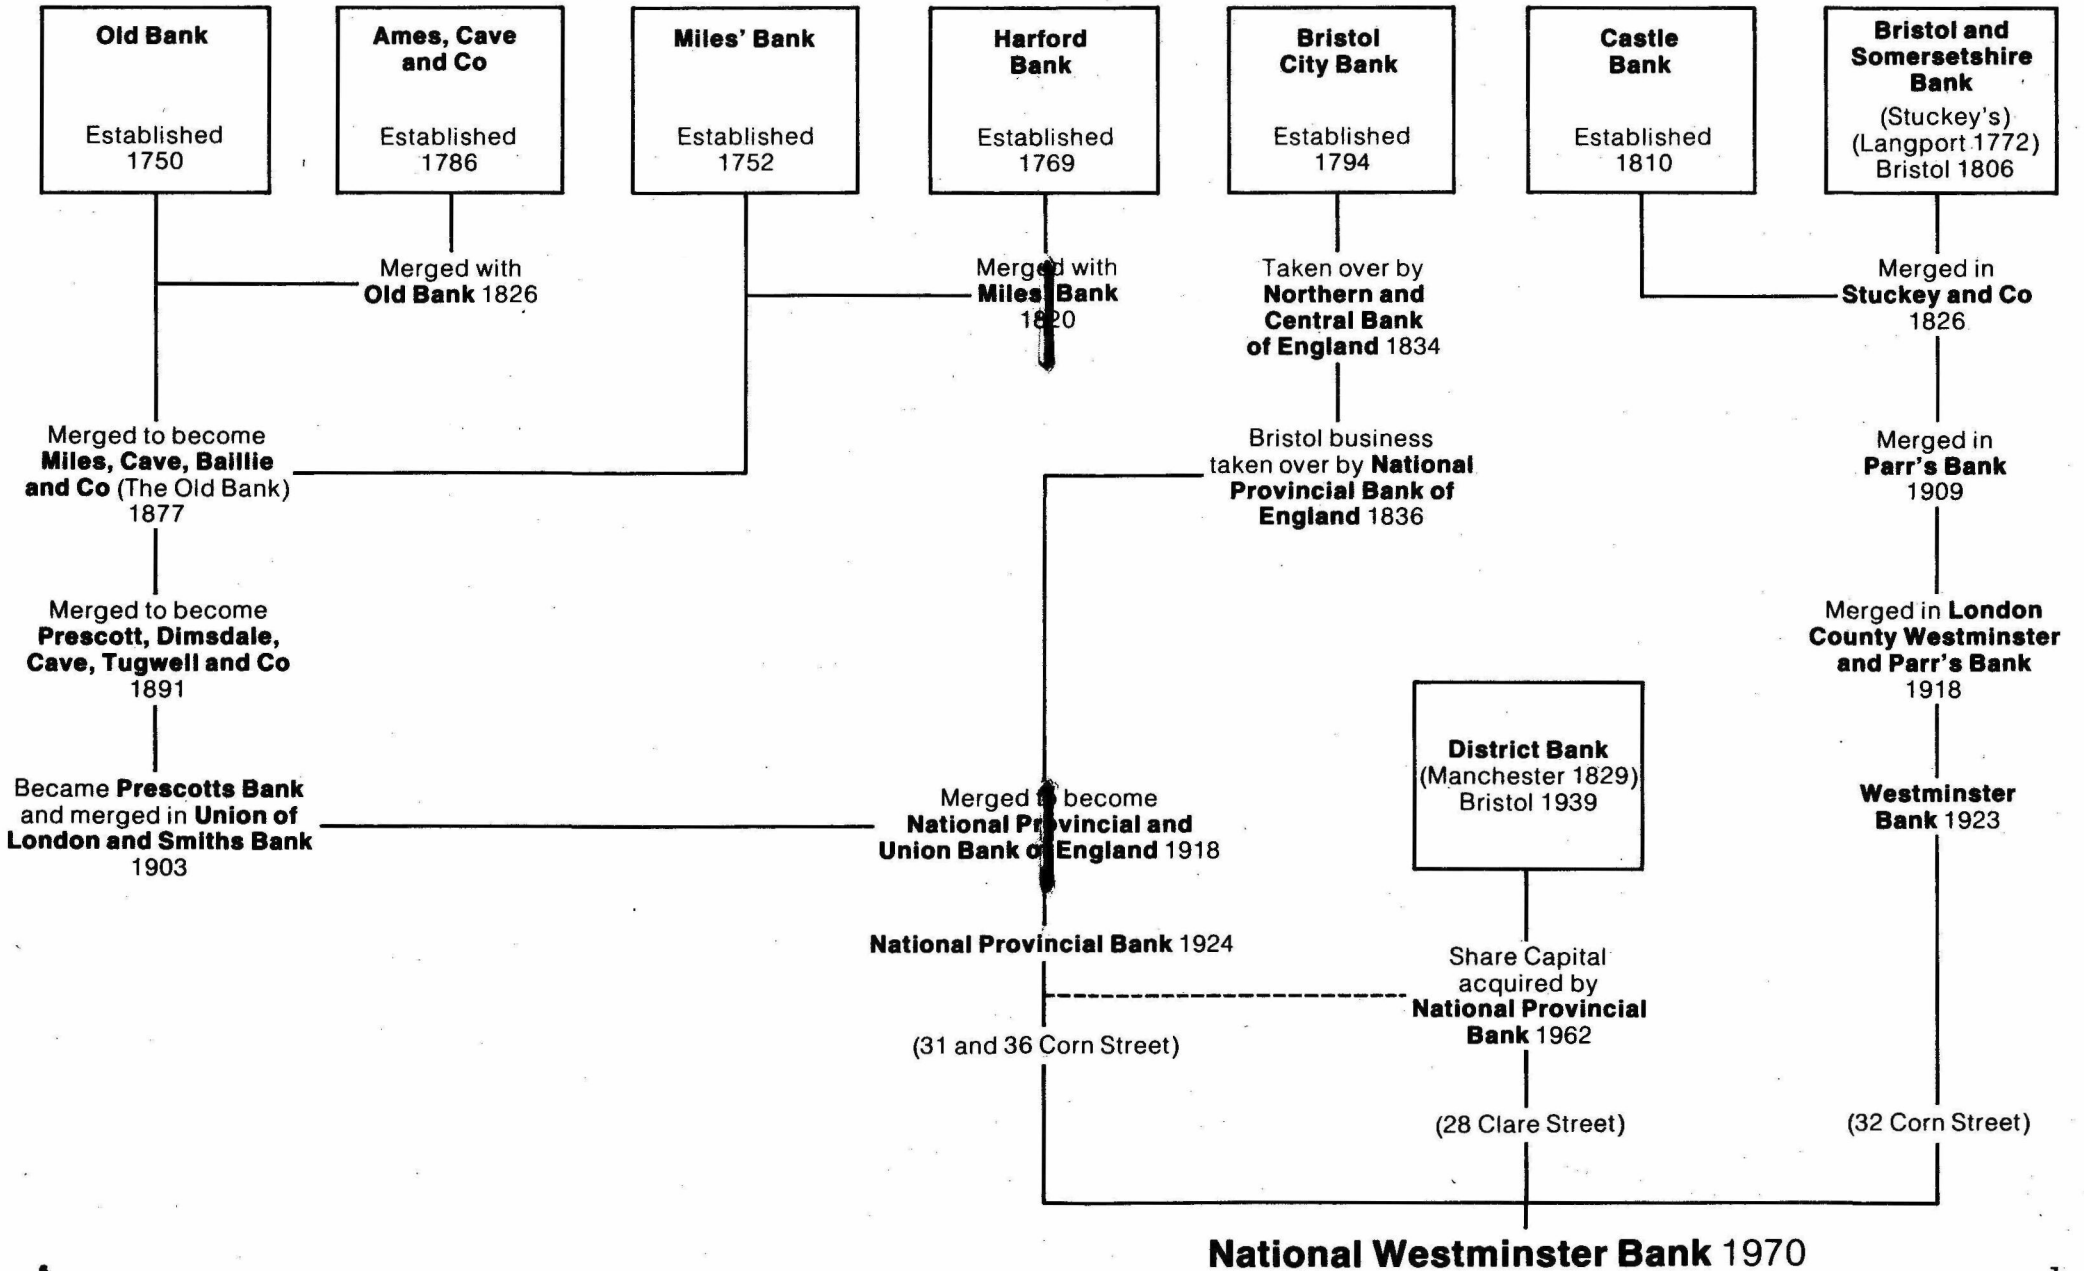 Old Bank
Established
1750
Ames, Cave
and Co
Established
1786
Miles' Bank
Established
1752
Harford
Bank
Established
1769
Bristol
City Bank
Established
1794
Castle
Bank
Established
1810
Bristol and
Somersetshire
Bank
(Stuckey's)
(Langport 1772)
Bristol 1806
Merged with
Old Bank 1826
Merged with
Miles' Bank
1820
Taken over by
Northern and
Central Bank
of England 1834
Merged in
Stuckey and Co
1826
Merged to become
Miles, Cave, Baillie
and Co (The Old Bank)
1877
Bristol business
taken over by National
Provincial Bank of
England 1836
Merged in
Parr's Bank
1909
Merged to become
Prescott, Dimsdale,
Cave, Tugwell and Co
1891
Merged in London
County Westminster
and Parr's Bank
1918
Became Prescotts Bank
and merged in Union of
London and Smiths Bank
1903
Merged to become
National Provincial and
Union Bank of England 1918
District Bank
(Manchester 1829)
Bristol 1939
Westminster
Bank 1923
National Provincial Bank 1924
Share Capital
acquired by
National Provincial
Bank 1962
(31 and 36 Corn Street)
(28 Clare Street)
(32 Corn Street)
National Westminster Bank 1970